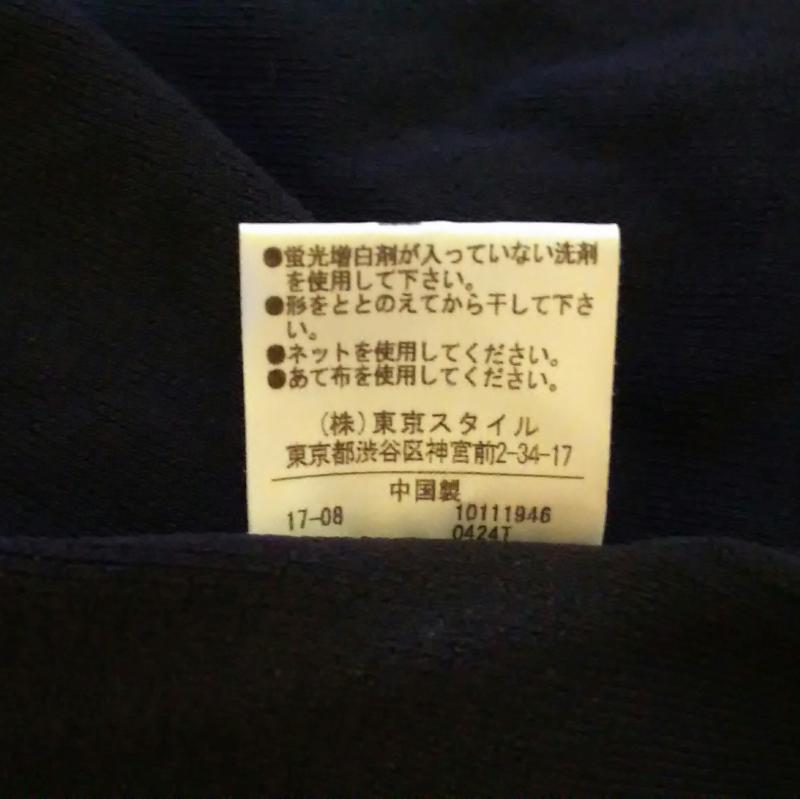 ●蛍光増白剤が入っていない洗剤
を使用して下さい。
●形をととのえてから干して下さ
い。
●ネットを使用してください。
●あて布を使用してください。
(株)東京スタイル
東京都渋谷区神宮前2-34-17
中国製
17-08 10111946
0424T